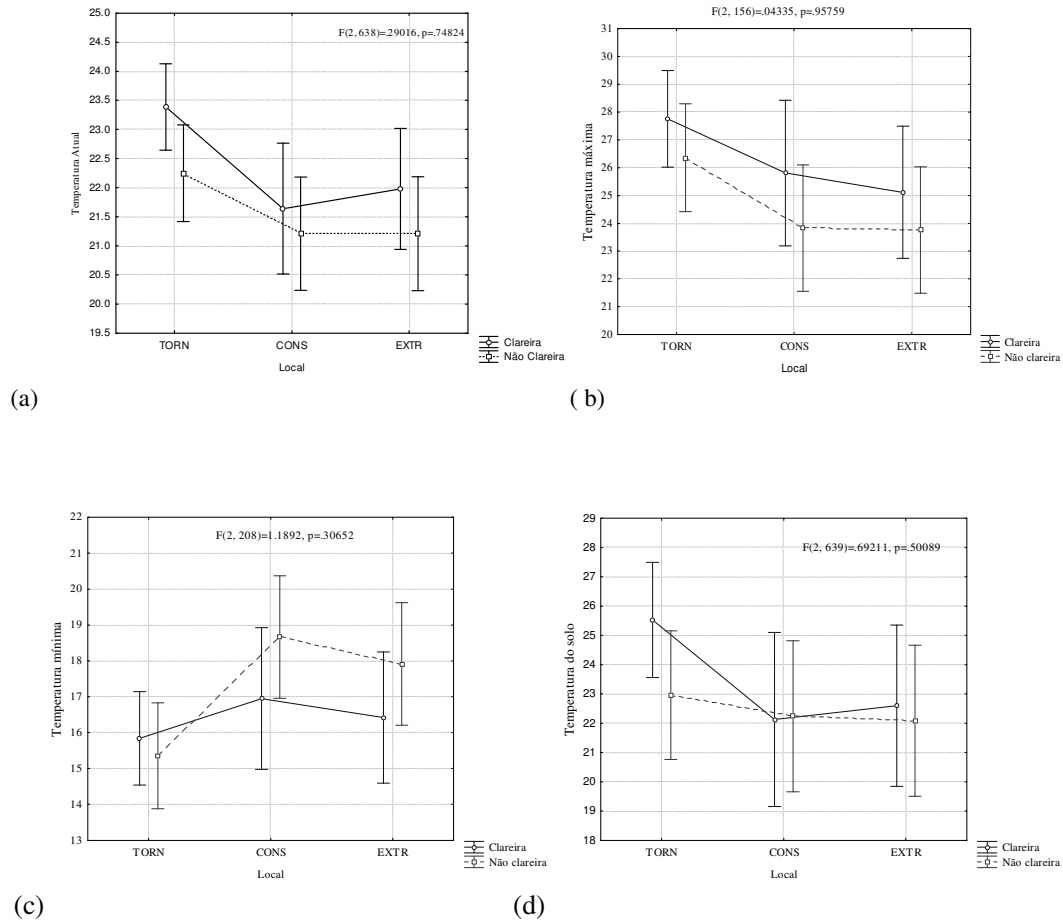 F(2, 638)=.29016, p=.74824
Temperatura Atual
25.0
24.5
24.0
23.5
23.0
22.5
22.0
21.5
21.0
20.5
20.0
19.5
TORN CONS EXTR
Local
Clareira
Não Clareira
(a)
F(2, 156)=.04335, p=.95759
Temperatura máxima
31
30
29
28
27
26
25
24
23
22
21
20
TORN CONS EXTR
Local
Clareira
Não clareira
( b)
F(2, 208)=1.1892, p=.30652
Temperatura mínima
22
21
20
19
18
17
16
15
14
13
TORN CONS EXTR
Local
Clareira
Não clareira
(c)
F(2, 639)=.69211, p=.50089
Temperatura do solo
29
28
27
26
25
24
23
22
21
20
19
18
TORN CONS EXTR
Local
Clareira
Não clareira
(d)